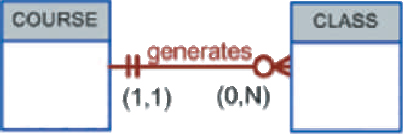 COURSE
CLASS
generates
(1,1)
(0,N)